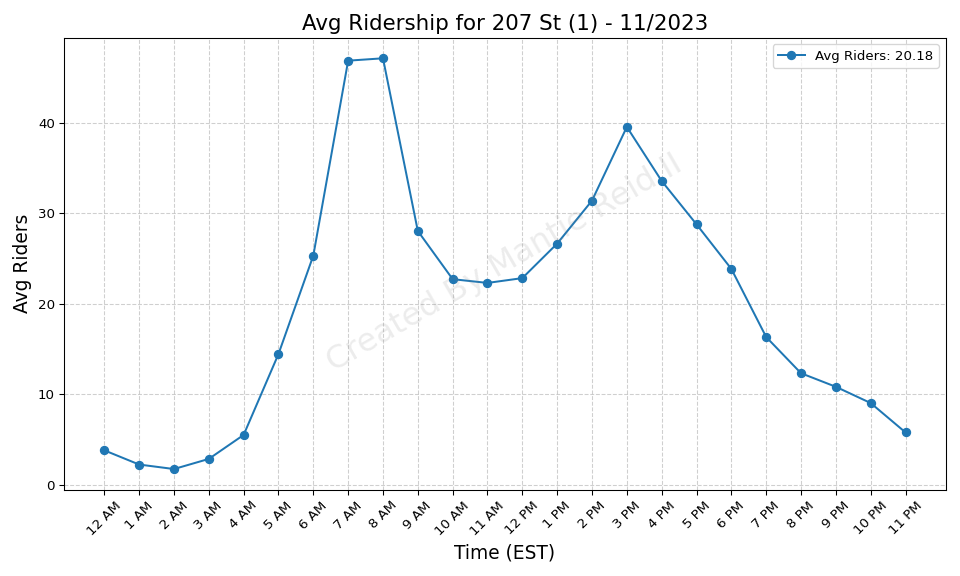 Avg Ridership for 207 St (1) - 11/2023
Avg Riders: 20.18
Avg Riders
40
30
20
10
0
Created By Mantic Reid II
12 AM
1 AM
2 AM
3 AM
4 AM
5 AM
6 AM
7 AM
8 AM
9 AM
10 AM
11 AM
12 PM
1 PM
2 PM
3 PM
4 PM
5 PM
6 PM
7 PM
8 PM
9 PM
10 PM
11 PM
Time (EST)